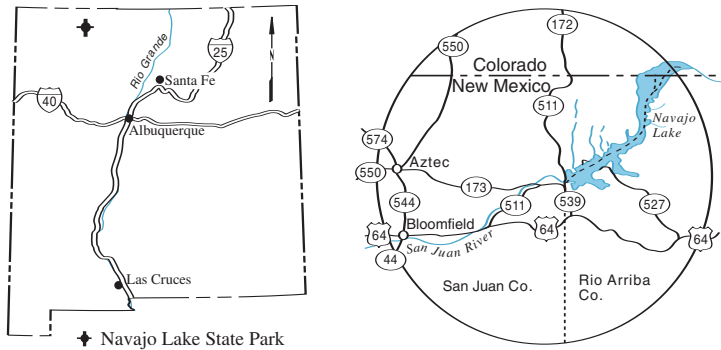 Rio Grande
25
Santa Fe
40
Albuquerque
Las Cruces
Navajo Lake State Park
172
550
Colorado
New Mexico
511
Navajo
Lake
574
Aztec
550
173
544
511
539
527
Bloomfield
64
64
64
San Juan River
44
San Juan Co.
Rio Arriba
Co.